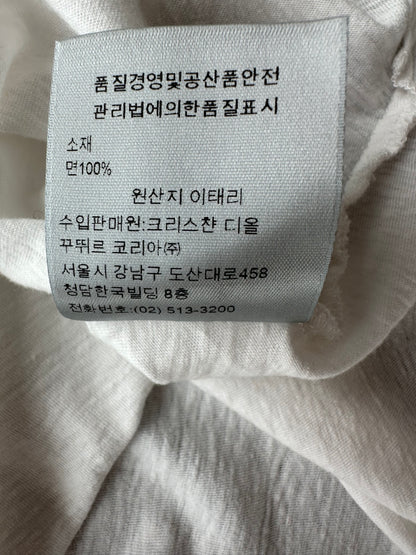 품질경영및공산품안전
관리법에의한품질표시
소재
면100%
원산지 이태리
수입판매원:크리스챤 디올
꾸뛰르 코리아㈜
서울시 강남구 도산대로458
청담한국빌딩 8층
전화번호:(02) 513-3200